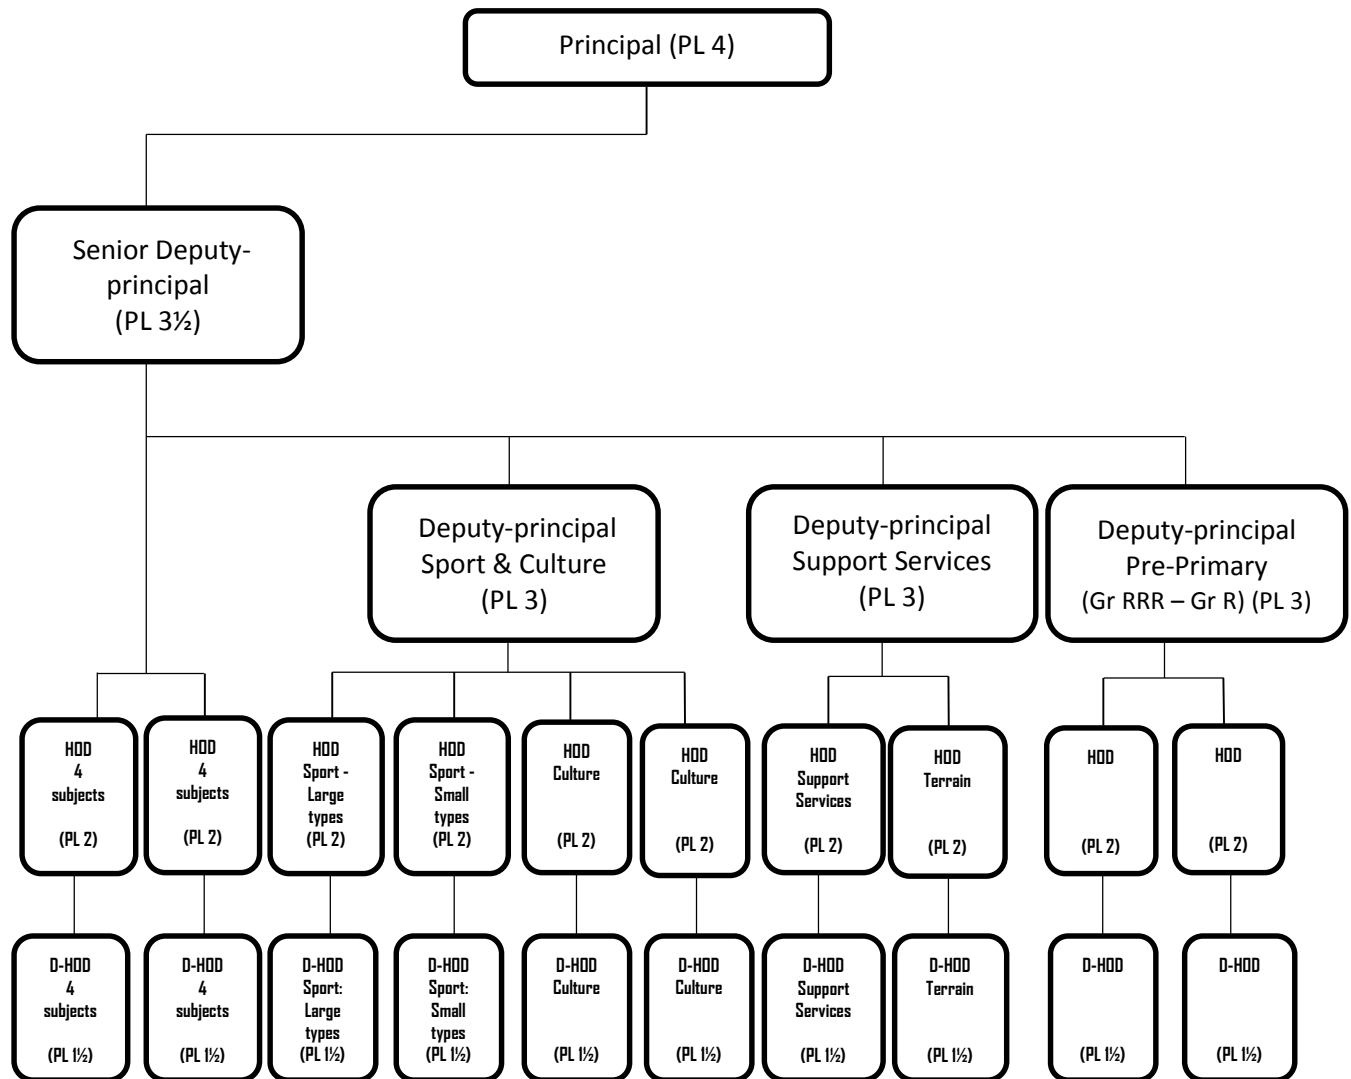 Principal (PL 4)
Senior Deputy-
principal
(PL 3½)
Deputy-principal
Sport & Culture
(PL 3)
Deputy-principal
Support Services
(PL 3)
Deputy-principal
Pre-Primary
(Gr RRR – Gr R) (PL 3)
HOD
4
subjects
(PL 2)
HOD
4
subjects
(PL 2)
HOD
Sport -
Large
types
(PL 2)
HOD
Sport -
Small
types
(PL 2)
HOD
Culture
(PL 2)
HOD
Culture
(PL 2)
HOD
Support
Services
(PL 2)
HOD
Terrain
(PL 2)
HOD
(PL 2)
HOD
(PL 2)
D-HOD
4
subjects
(PL 1½)
D-HOD
4
subjects
(PL 1½)
D-HOD
Sport:
Large
types
(PL 1½)
D-HOD
Sport:
Small
types
(PL 1½)
D-HOD
Culture
(PL 1½)
D-HOD
Culture
(PL 1½)
D-HOD
Support
Services
(PL 1½)
D-HOD
Terrain
(PL 1½)
D-HOD
(PL 1½)
D-HOD
(PL 1½)